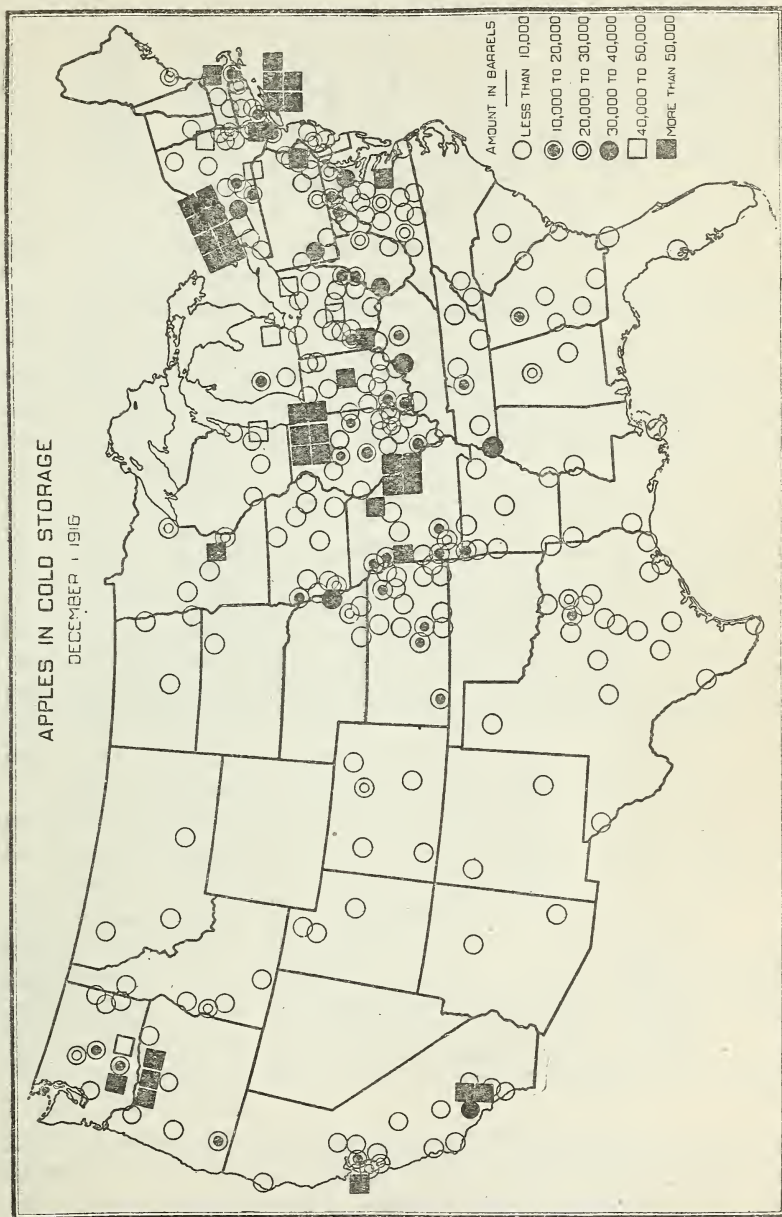 APPLES IN COLD STORAGE
DECEMBER 1 1916
AMOUNT IN BARRELS
LESS THAN 10,000
10,000 TO 20,000
20,000 TO 30,000
30,000 TO 40,000
40,000 TO 50,000
MORE THAN 50,000